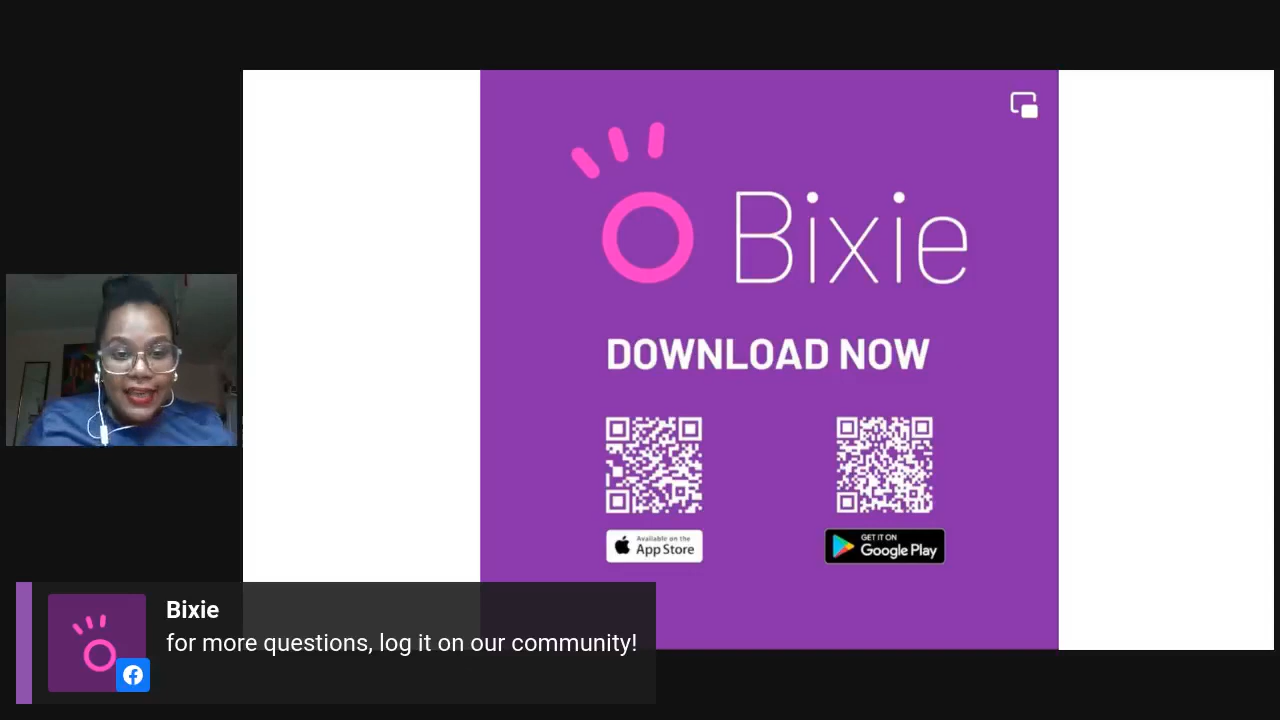 Bixie
DOWNLOAD NOW
Available on the
App Store
GET IT ON
Google Play
Bixie
for more questions, log it on our community!